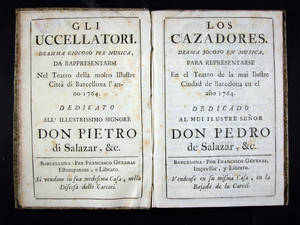 GLI
UCCELLATORI.
DRAMMA GIOCOSO PER MUSICA,
DA RAPPRESENTARSI
Nel Teatro della molto Illustre
Città di Barcellona l'an-
no 1764.
DEDICATO
ALL' ILLUSTRISSIMO SIGNORE
DON PIETRO
di Salazar, &c.
BARCELLONA: PER FRANCESCO GENERAS
Estampatore, e Libraro.
Si vendono in sua medesima Casa, nella
Discesa delle Carceri.
LOS
CAZADORES.
DRAMA JOCOSO EN MUSICA,
PARA REPRESENTARSE
En el Teatro de la mui Ilustre
Ciudad de Barcelona en el
año 1764.
DEDICADO
AL MUI ILUSTRE SEÑOR
DON PEDRO
de Salazar, &c.
BARCELONA: POR FRANCISCO GENERAS,
Impressor, y Librero.
Vendense en su misma Casa, en la
Bajada de la Carcel.